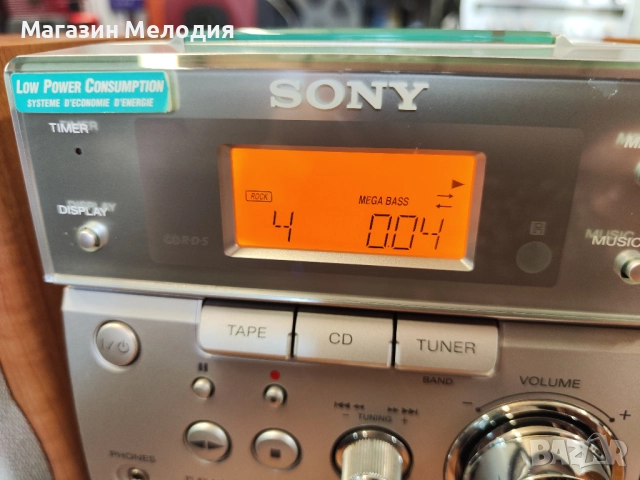 Магазин Мелодия
LOW POWER CONSUMPTION
SYSTEME D'ECONOMIE D'ENERGIE
SONY
TIMER
DISPLAY
ROCK
MEGA BASS
4 0.04
MUSIC
TAPE CD TUNER
BAND
VOLUME
TUNING
- +
- +
I/
PHONES
BAZAR